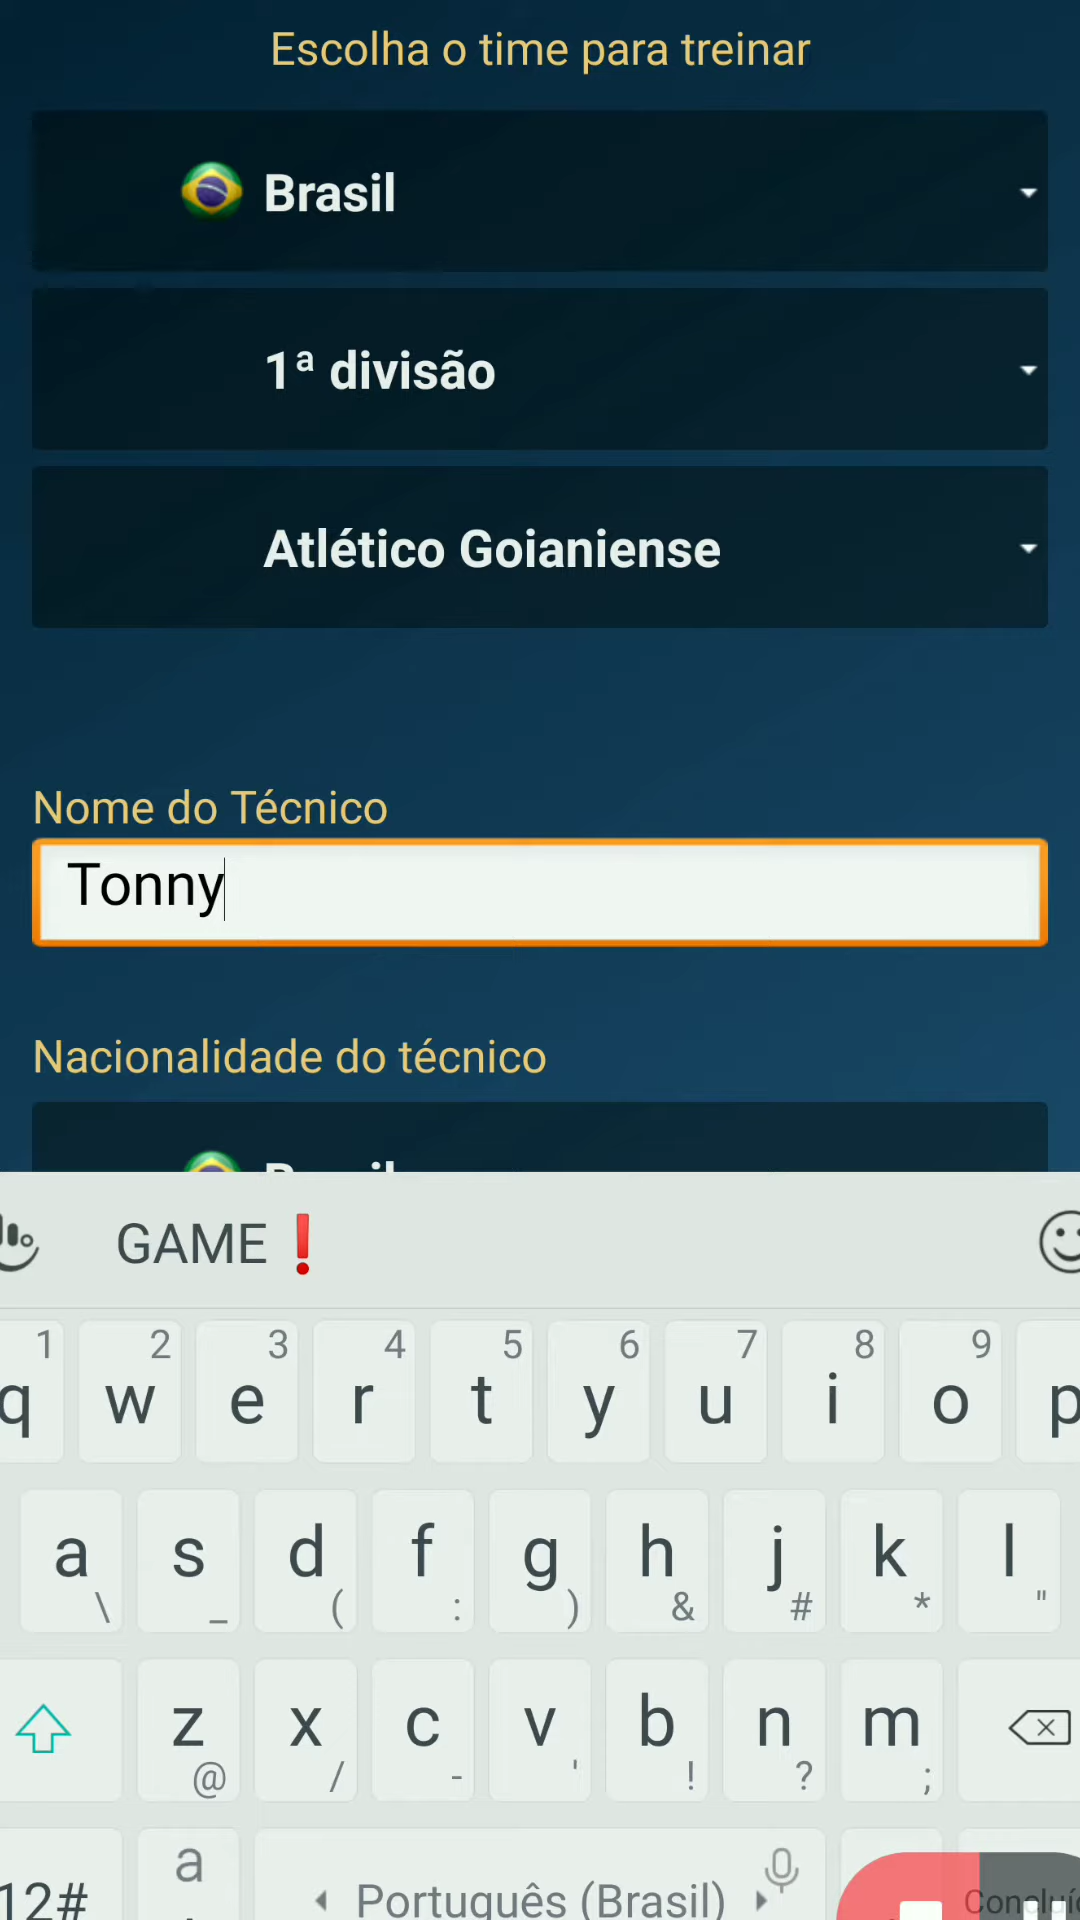 Escolha o time para treinar
Brasil
1ª divisão
Atlético Goianiense
Nome do Técnico
Tonny
Nacionalidade do técnico
Brasil
GAME❗
1 2 3 4 5 6 7 8 9
q w e r t y u i o p
a s d f g h j k l
\ _ ( : ) & # * "
z x c v b n m
@ / - ' ! ? ;
a
12# Português (Brasil)